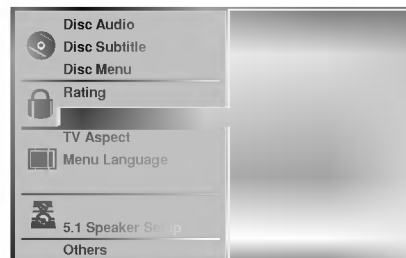 Disc Audio
Disc Subtitle
Disc Menu
Rating
TV Aspect
Menu Language
5.1 Speaker Setup
Others